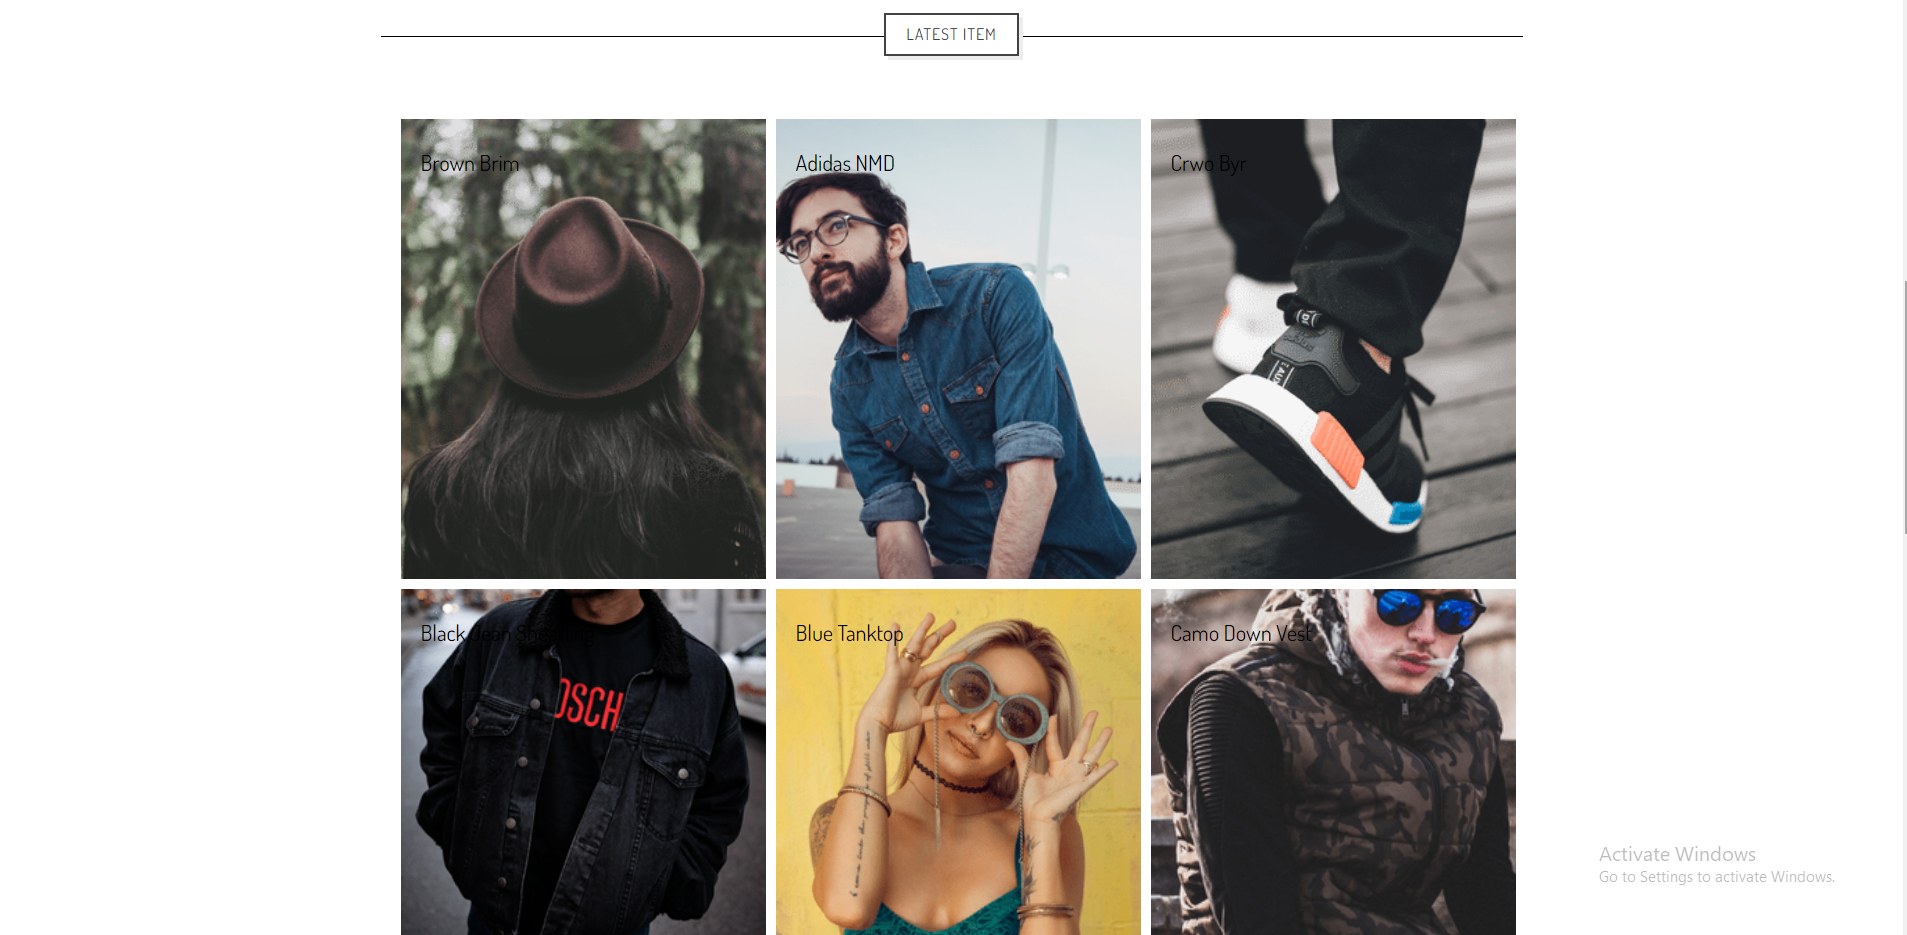 LATEST ITEM
Brown Brim
Adidas NMD
Crwo Byr
Black Jean Shearling
Blue Tanktop
Camo Down Vest
OSCH
Activate Windows
Go to Settings to activate Windows.